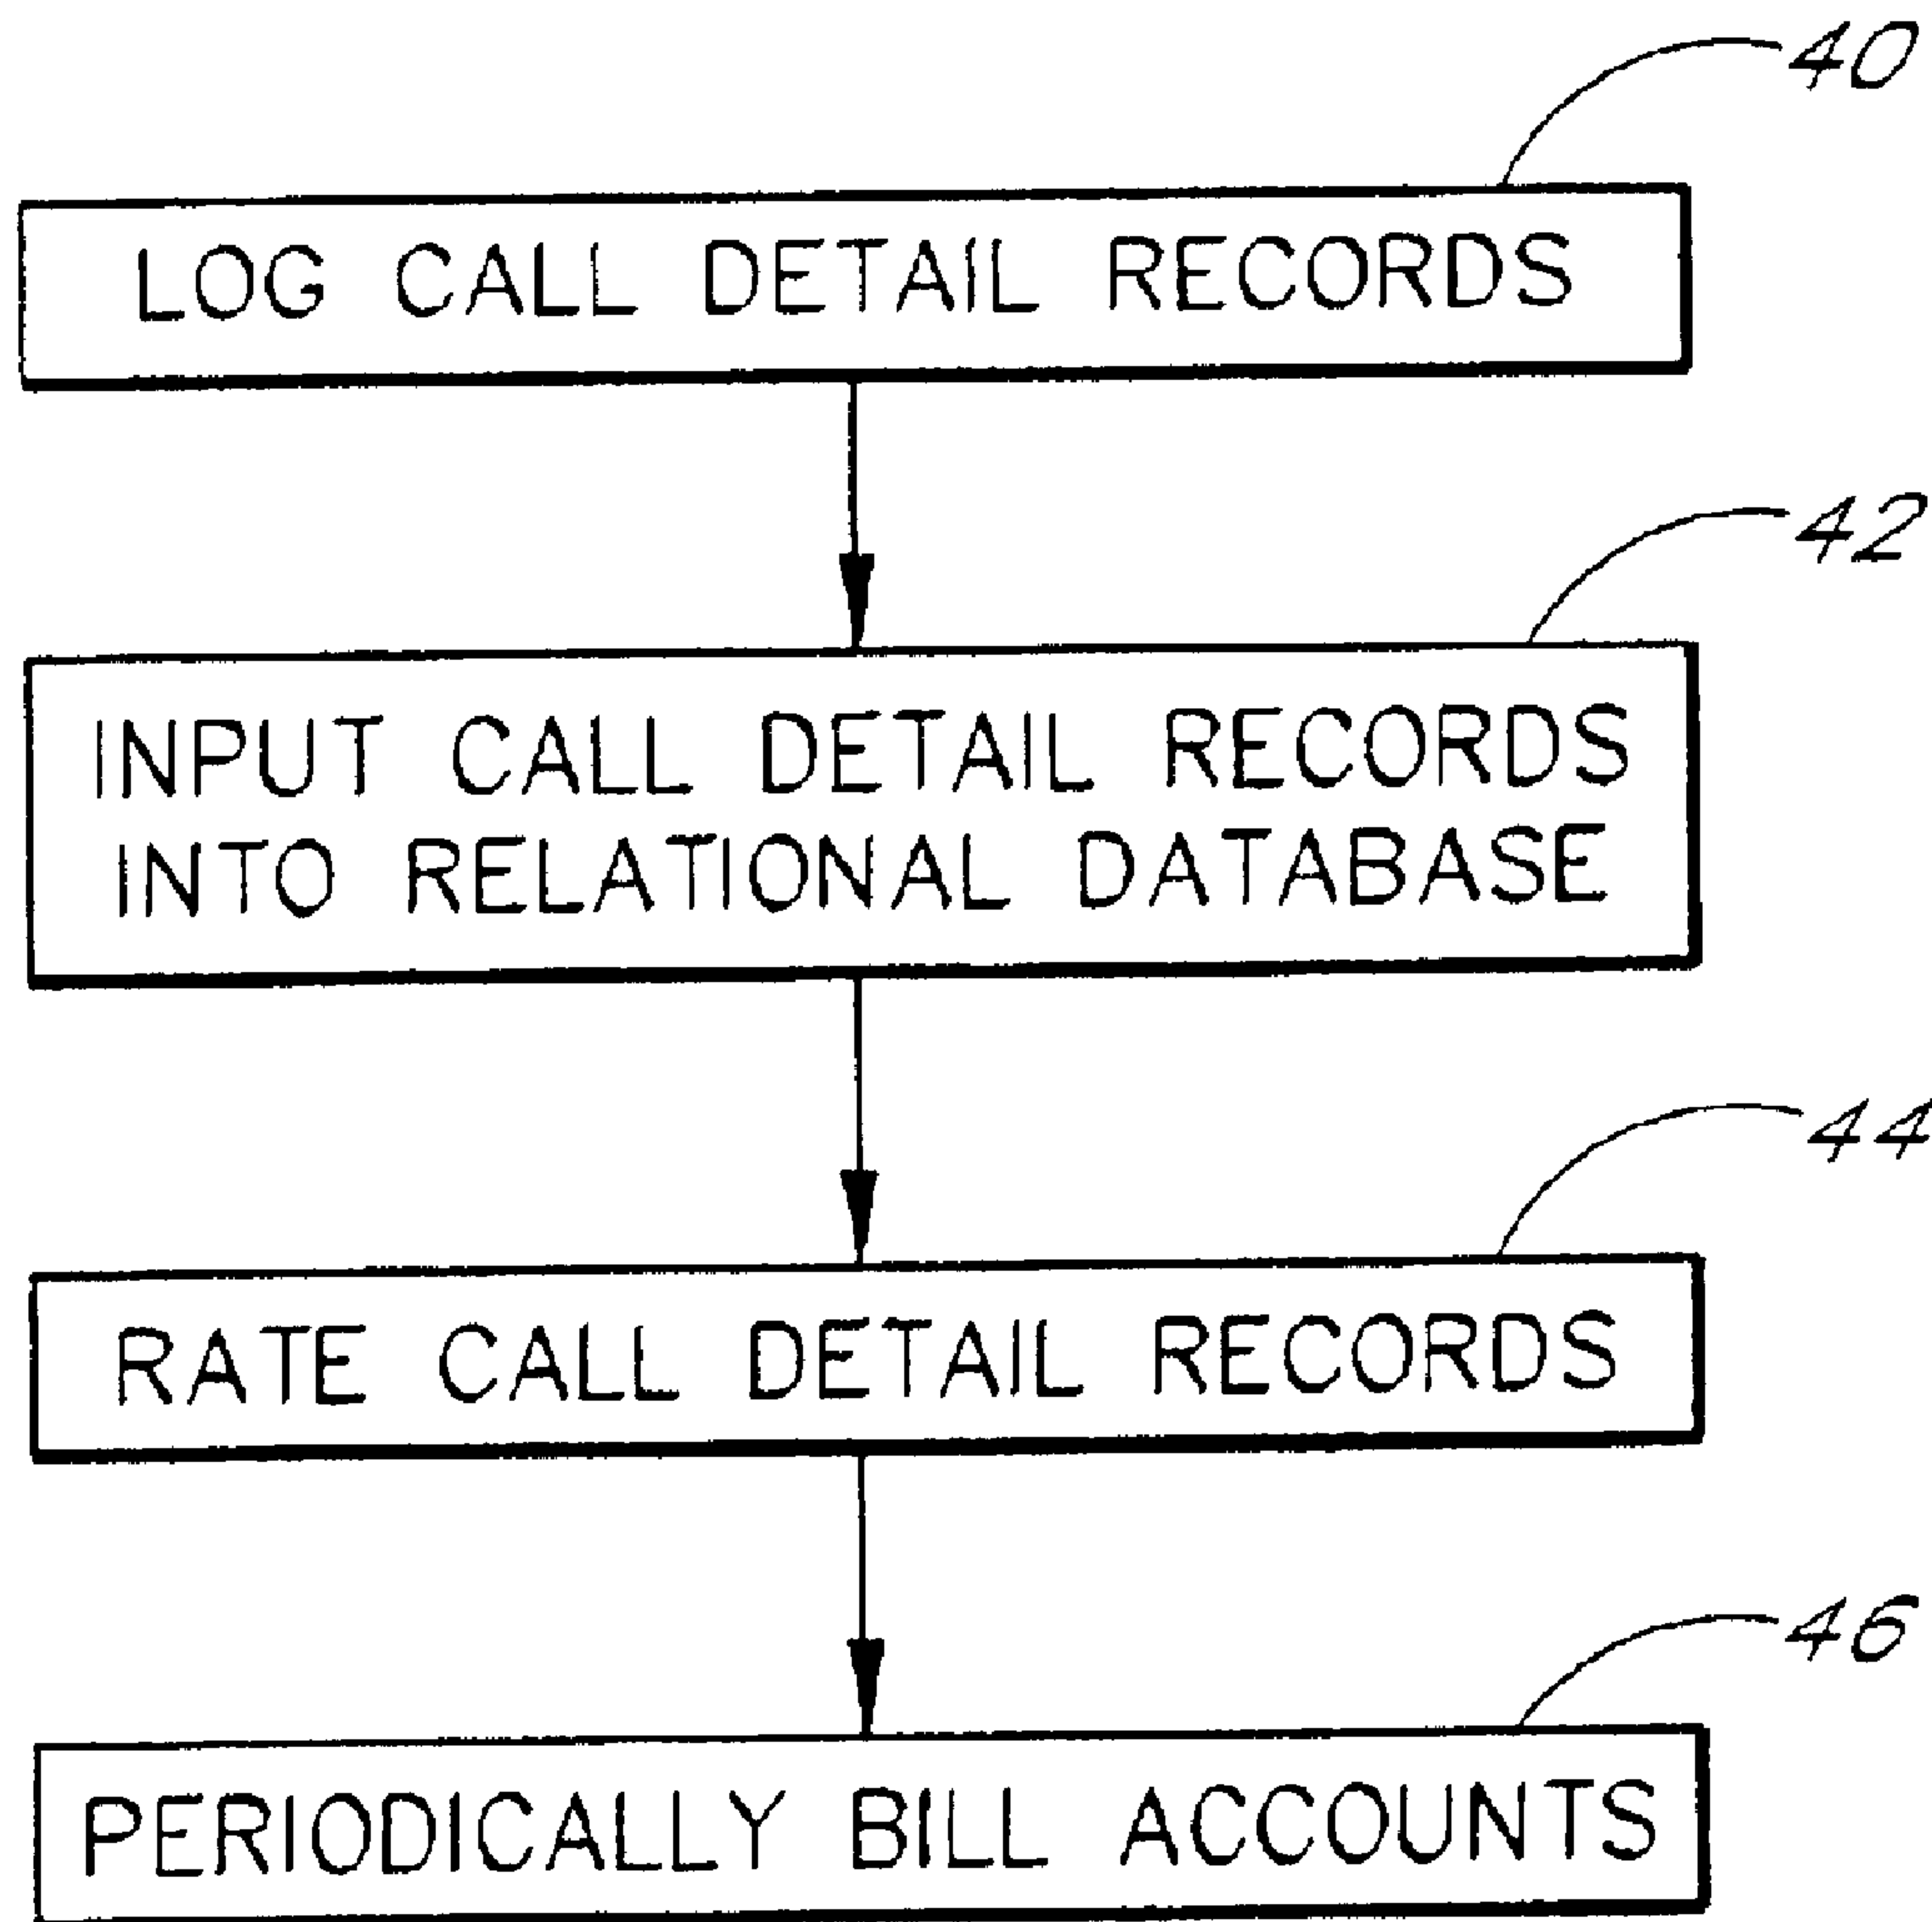 40
LOG CALL DETAIL RECORDS
42
INPUT CALL DETAIL RECORDS
INTO RELATIONAL DATABASE
44
RATE CALL DETAIL RECORDS
46
PERIODICALLY BILL ACCOUNTS